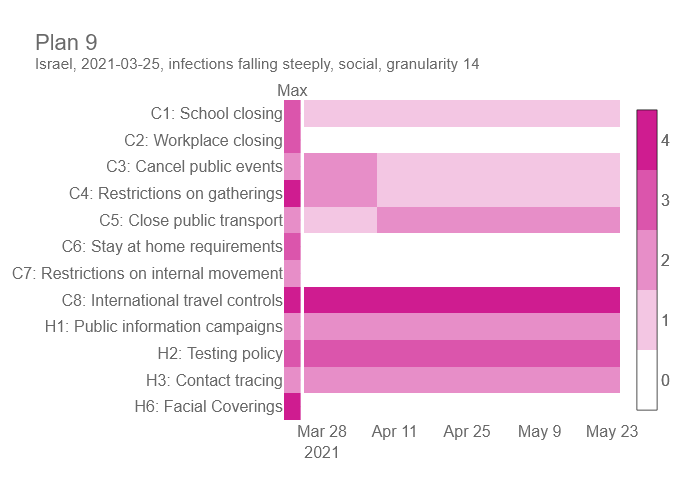 Plan 9
Israel, 2021-03-25, infections falling steeply, social, granularity 14
Max
C1: School closing
C2: Workplace closing
C3: Cancel public events
C4: Restrictions on gatherings
C5: Close public transport
C6: Stay at home requirements
C7: Restrictions on internal movement
C8: International travel controls
H1: Public information campaigns
H2: Testing policy
H3: Contact tracing
H6: Facial Coverings
Mar 28 Apr 11 Apr 25 May 9 May 23
2021
4
3
2
1
0